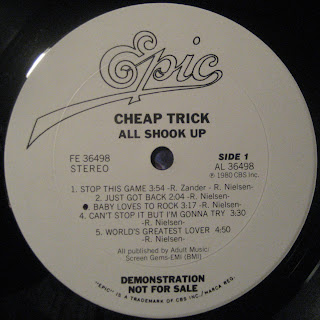 Epic
CHEAP TRICK
ALL SHOOK UP
FE 36498 SIDE 1
STEREO AL 36498
℗ 1980 CBS Inc.
1. STOP THIS GAME 3:54 -R. Zander - R. Nielsen-
2. JUST GOT BACK 2:04 -R. Nielsen-
BABY LOVES TO ROCK 3:17 -R. Nielsen-
4. CAN'T STOP IT BUT I'M GONNA TRY 3:30
-R. Nielsen-
5. WORLD'S GREATEST LOVER 4:50
-R. Nielsen-
All published by Adult Music/
Screen Gems-EMI (BMI)
DEMONSTRATION
NOT FOR SALE
"EPIC" IS A TRADEMARK OF CBS INC./MARCA REG.